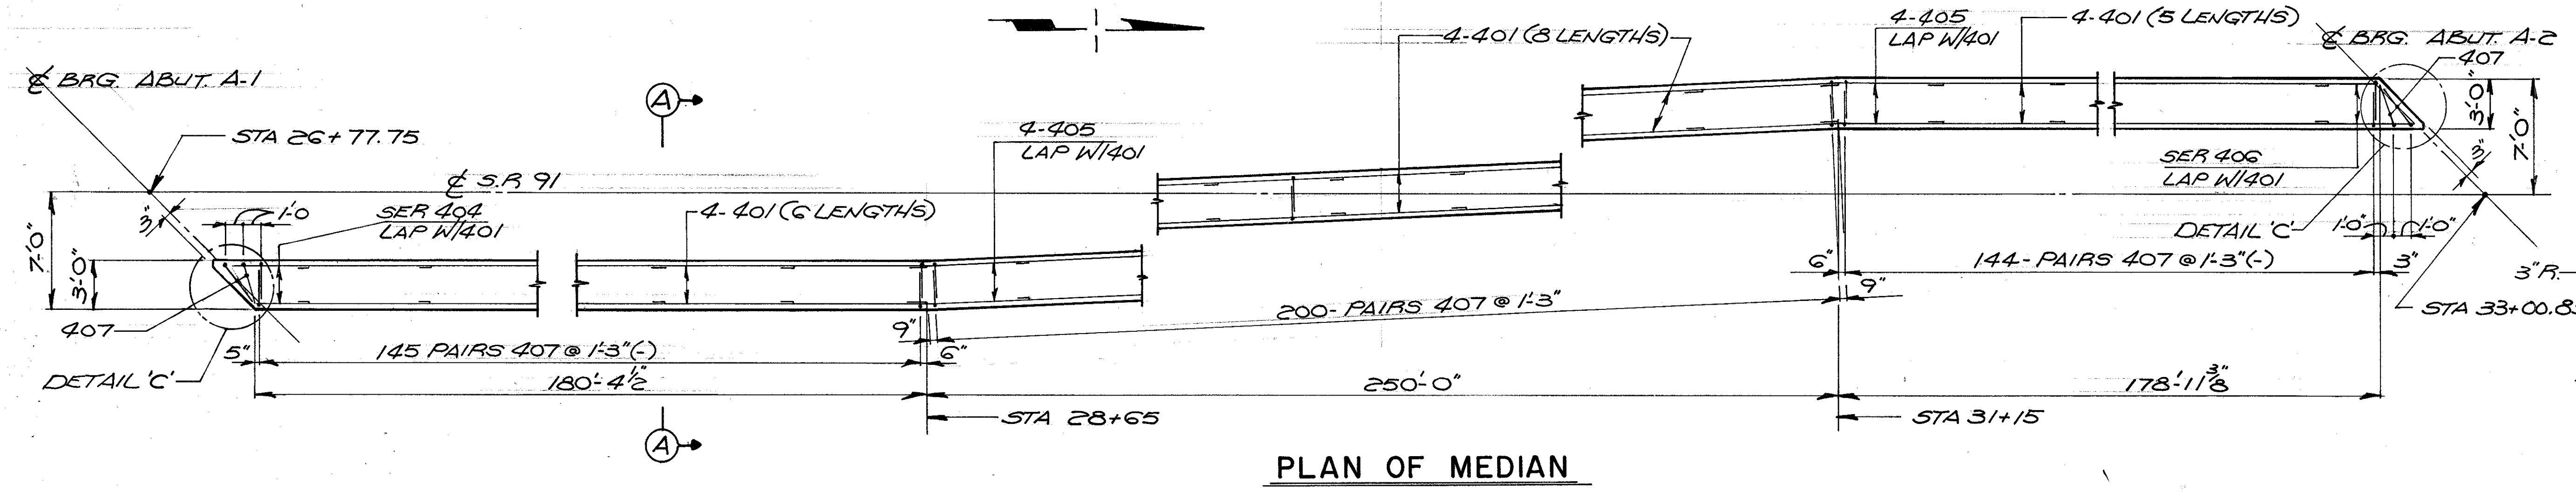 ℄ BRG. ABUT. A-1
STA 26+77.75
℄ S.R 91
7'-0"
3'-0"
3"
1'-0
SER 404
LAP W/401
4-401 (6 LENGTHS)
407
5"
145 PAIRS 407 @ 1'-3"(-)
9"
6"
DETAIL 'C'
180'-4½"
A
A
STA 28+65
4-405
LAP W/401
4-401 (8 LENGTHS)
200- PAIRS 407 @ 1'-3"
250'-0"
STA 31+15
4-405
LAP W/401
4-401 (5 LENGTHS)
℄ BRG. ABUT. A-2
407
3'-0"
7'-0"
SER 406
LAP W/401
3"
DETAIL 'C'
1'-0"
1'-0"
6"
9"
144- PAIRS 407 @ 1'-3"(-)
3"
3"R.
178'-11⅜"
PLAN OF MEDIAN